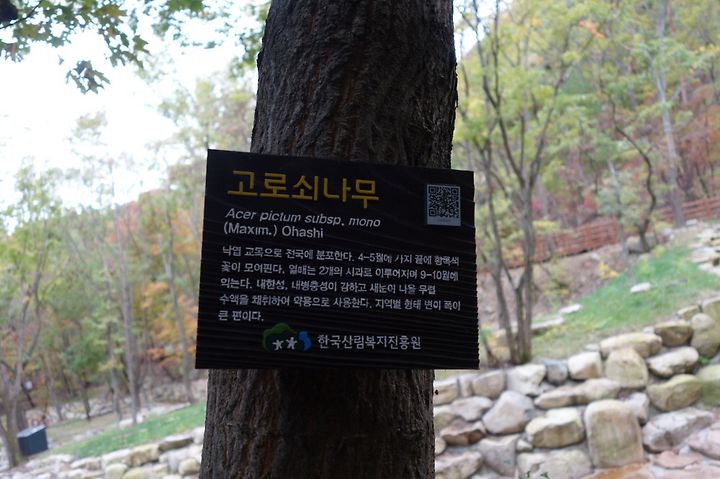 고로쇠나무
Acer pictum subsp. mono
(Maxim.) Ohashi
낙엽 교목으로 전국에 분포한다. 4~5월에 가지 끝에 황록색
꽃이 모여핀다. 열매는 2개의 시과로 이루어지며 9~10월에
익는다. 내한성, 내병충성이 강하고 새눈이 나올 무렵
수액을 채취하여 약용으로 사용한다. 지역별 형태 변이 폭이
큰 편이다.
한국산림복지진흥원